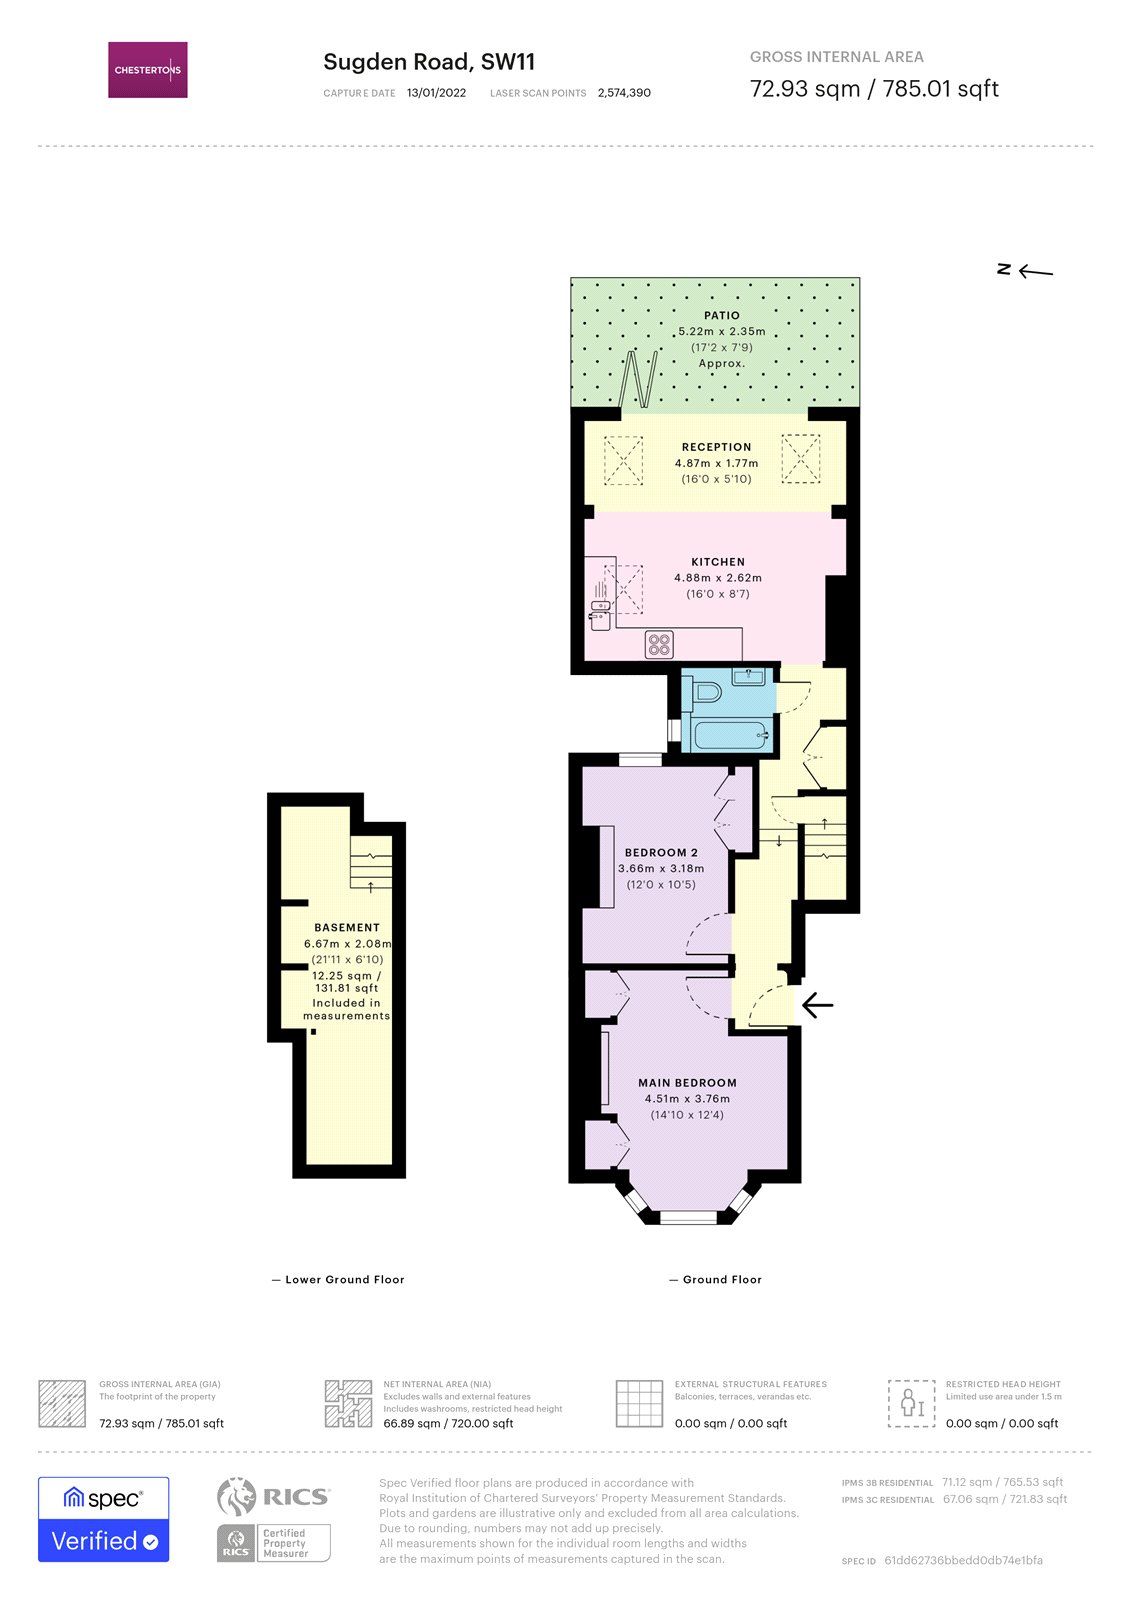 CHESTERTONS
Sugden Road, SW11
CAPTURE DATE 13/01/2022 LASER SCAN POINTS 2,574,390
GROSS INTERNAL AREA
72.93 sqm / 785.01 sqft
N
PATIO
5.22m x 2.35m
(17'2 x 7'9)
Approx.
RECEPTION
4.87m x 1.77m
(16'0 x 5'10)
KITCHEN
4.88m x 2.62m
(16'0 x 8'7)
BEDROOM 2
3.66m x 3.18m
(12'0 x 10'5)
BASEMENT
6.67m x 2.08m
(21'11 x 6'10)
12.25 sqm /
131.81 sqft
Included in
measurements
MAIN BEDROOM
4.51m x 3.76m
(14'10 x 12'4)
— Lower Ground Floor
— Ground Floor
GROSS INTERNAL AREA (GIA)
The footprint of the property
72.93 sqm / 785.01 sqft
NET INTERNAL AREA (NIA)
Excludes walls and external features
Includes washrooms, restricted head height
66.89 sqm / 720.00 sqft
EXTERNAL STRUCTURAL FEATURES
Balconies, terraces, verandas etc.
0.00 sqm / 0.00 sqft
RESTRICTED HEAD HEIGHT
Limited use area under 1.5 m
0.00 sqm / 0.00 sqft
spec®
Verified
RICS®
RICS
Certified
Property
Measurer
Spec Verified floor plans are produced in accordance with
Royal Institution of Chartered Surveyors' Property Measurement Standards.
Plots and gardens are illustrative only and excluded from all area calculations.
Due to rounding, numbers may not add up precisely.
All measurements shown for the individual room lengths and widths
are the maximum points of measurements captured in the scan.
IPMS 3B RESIDENTIAL 71.12 sqm / 765.53 sqft
IPMS 3C RESIDENTIAL 67.06 sqm / 721.83 sqft
SPEC ID 61dd62736bbedd0db74e1bfa